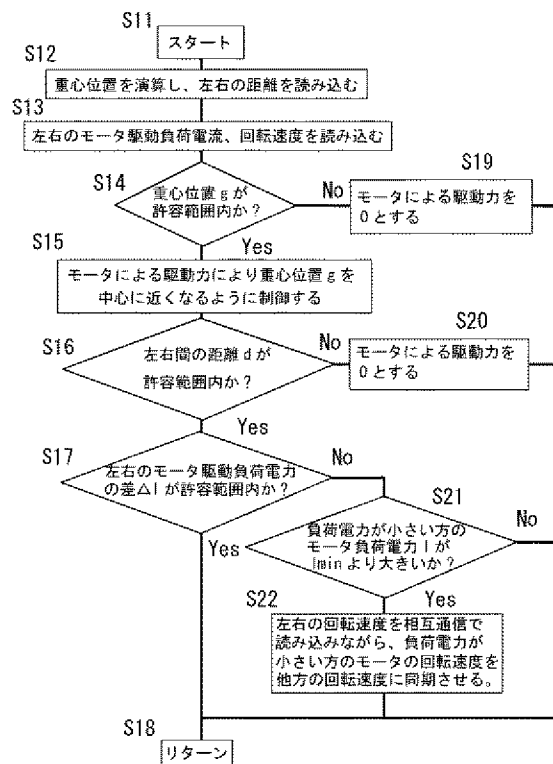 S11
スタート
S12
重心位置を演算し、左右の距離を読み込む
S13
左右のモータ駆動負荷電流、回転速度を読み込む
S14
重心位置gが
許容範囲内か?
No
S19
モータによる駆動力を
0とする
Yes
S15
モータによる駆動力により重心位置gを
中心に近くなるように制御する
S16
左右間の距離dが
許容範囲内か?
No
S20
モータによる駆動力を
0とする
Yes
S17
左右のモータ駆動負荷電力
の差△Iが許容範囲内か?
No
Yes
S21
負荷電力が小さい方の
モータ負荷電力Iが
Iminより大きいか?
No
Yes
S22
左右の回転速度を相互通信で
読み込みながら、負荷電力が
小さい方のモータの回転速度を
他方の回転速度に同期させる。
S18
リターン